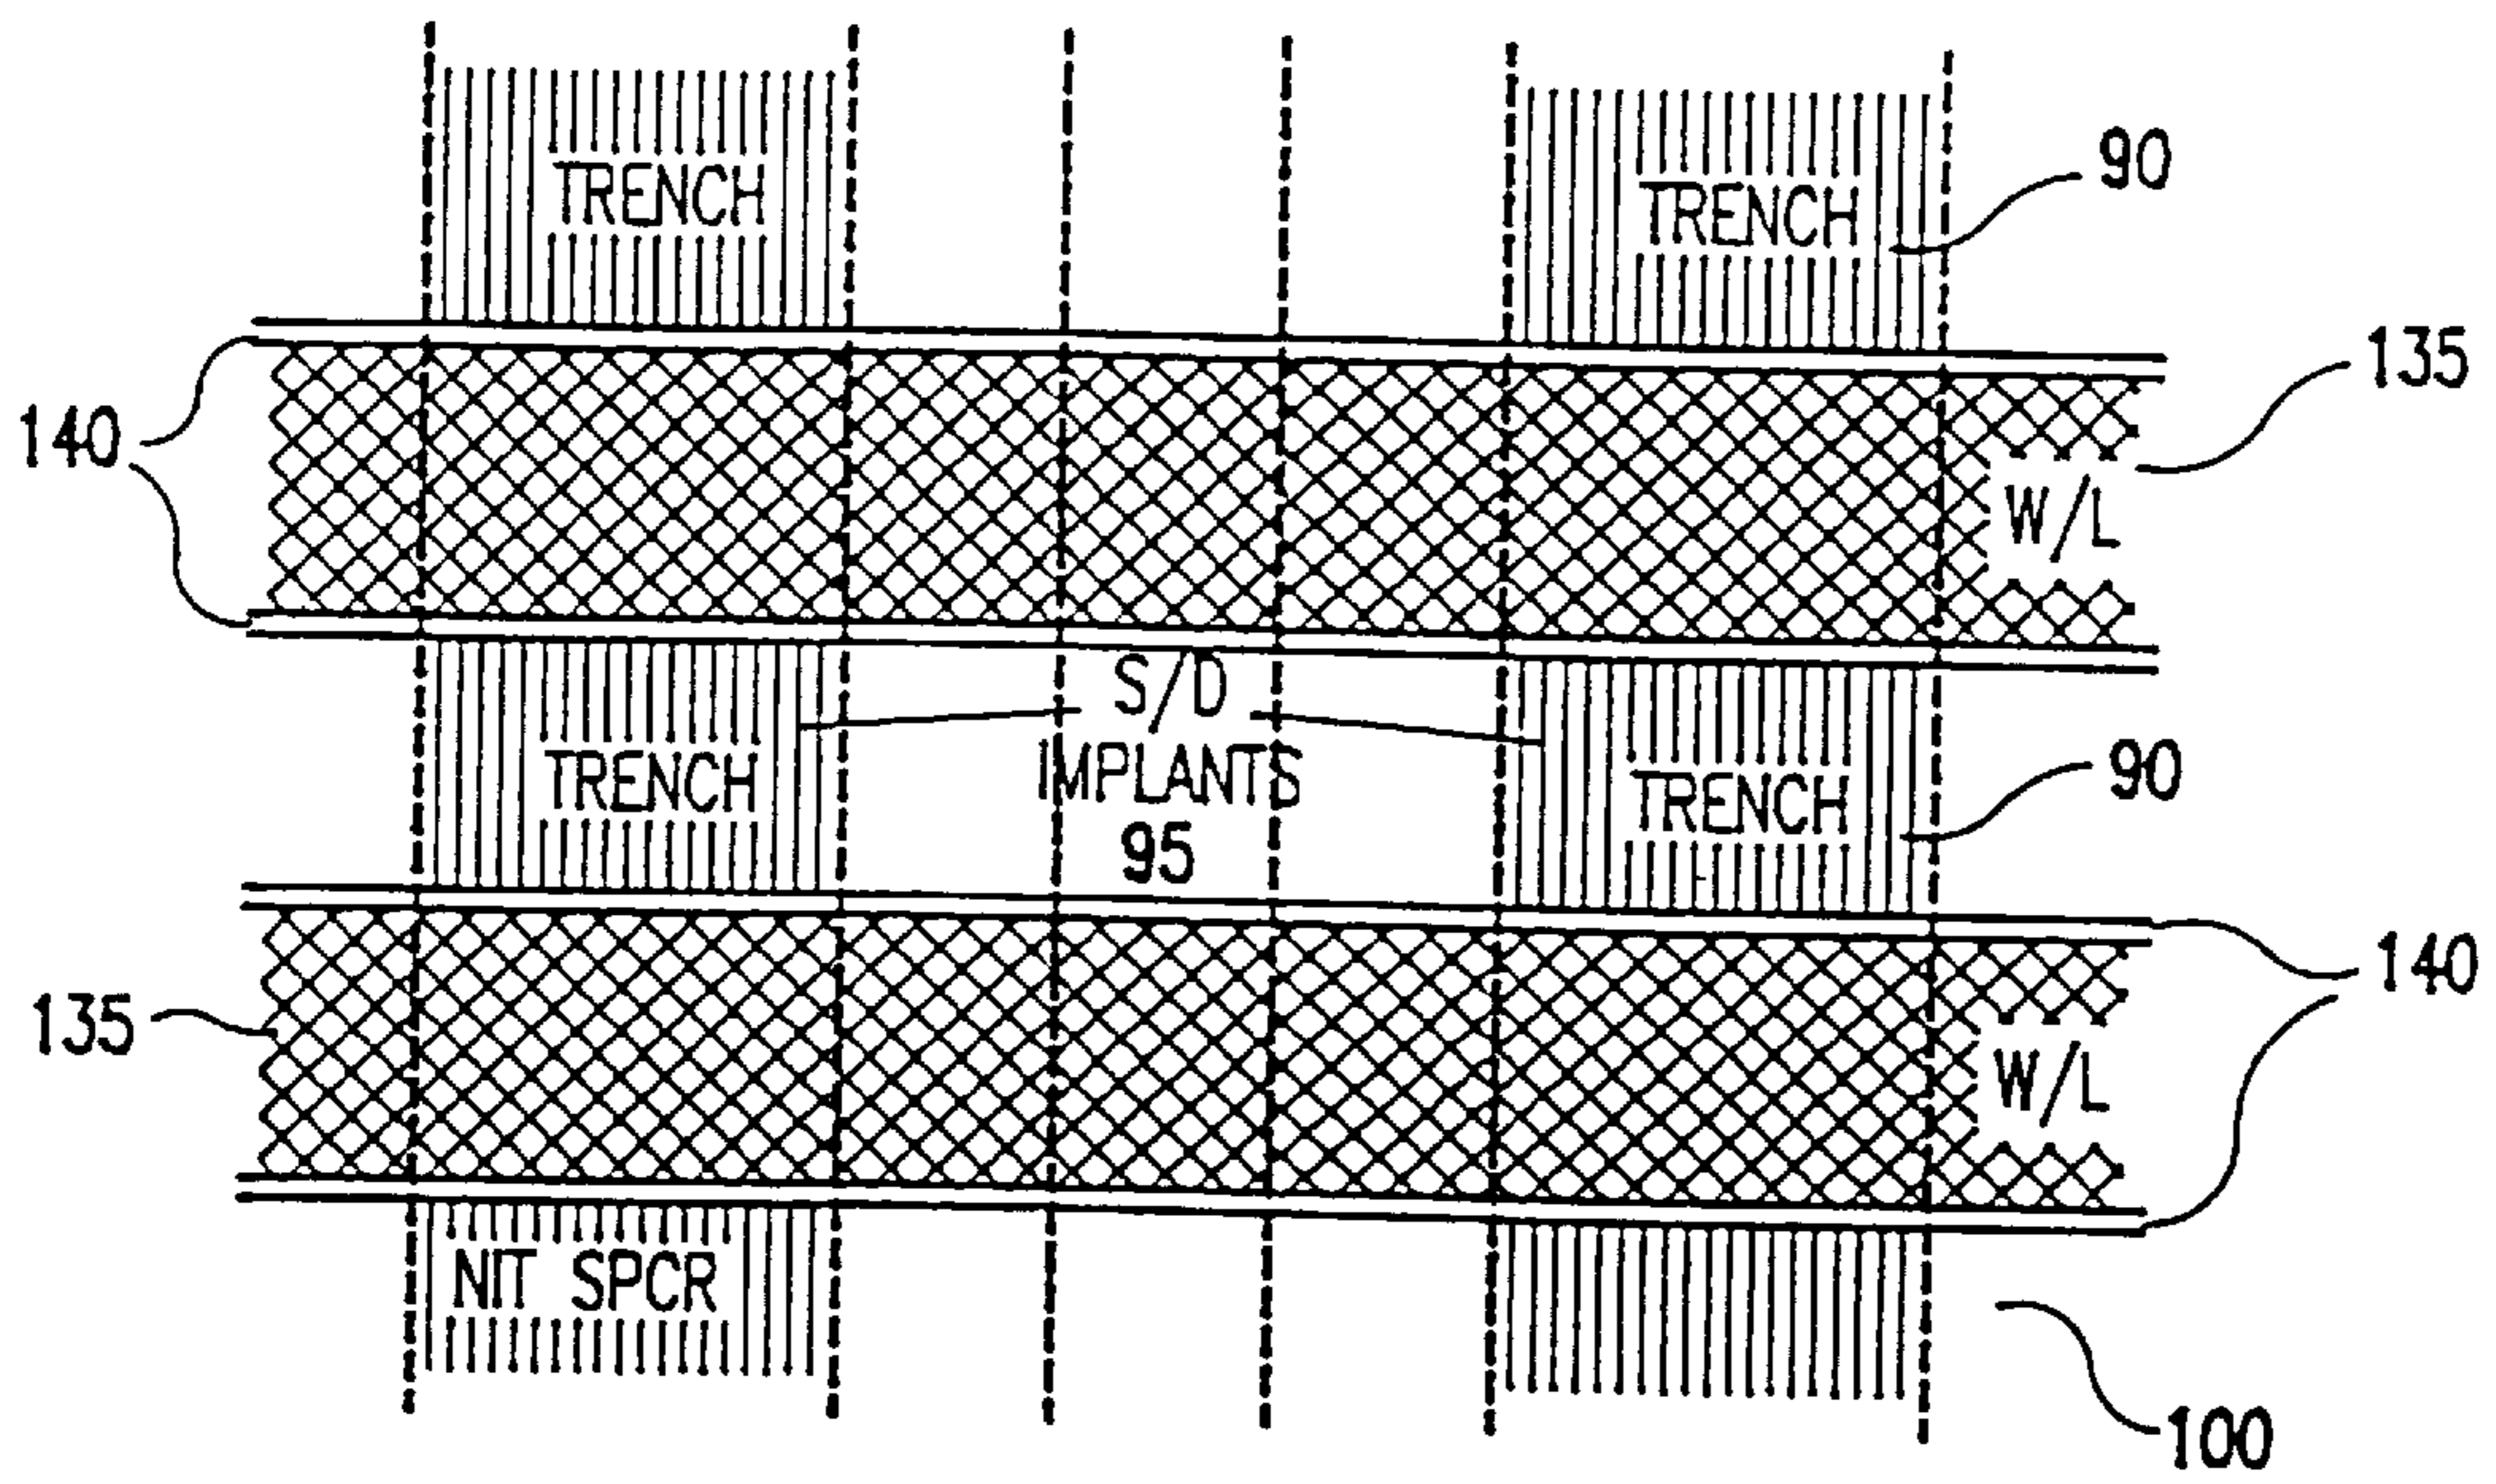 TRENCH
TRENCH
90
135
140
W/L
S/D
IMPLANTS
95
TRENCH
TRENCH
90
140
135
W/L
NIT SPCR
100